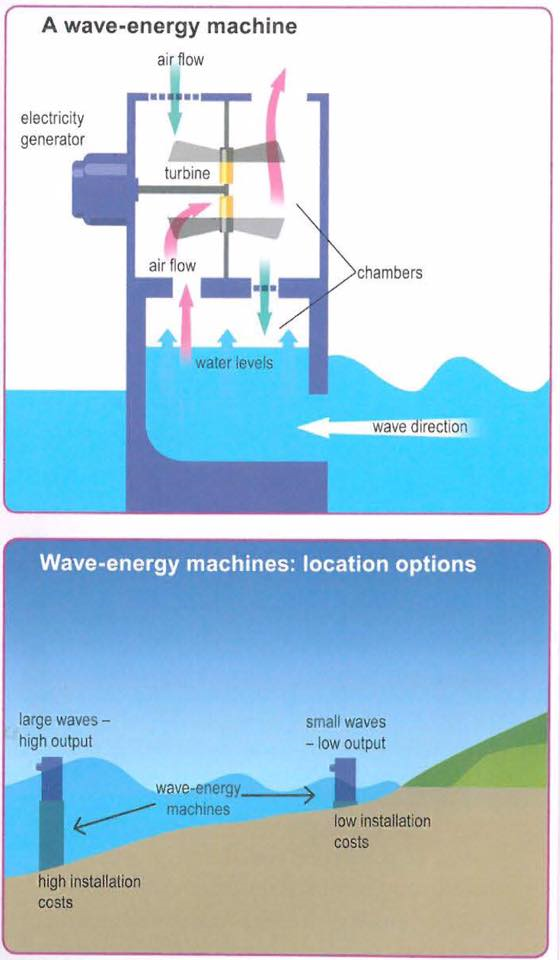 A wave-energy machine
air flow
electricity
generator
turbine
air flow
chambers
water levels
wave direction
Wave-energy machines: location options
large waves –
high output
small waves
– low output
wave-energy
machines
low installation
costs
high installation
costs